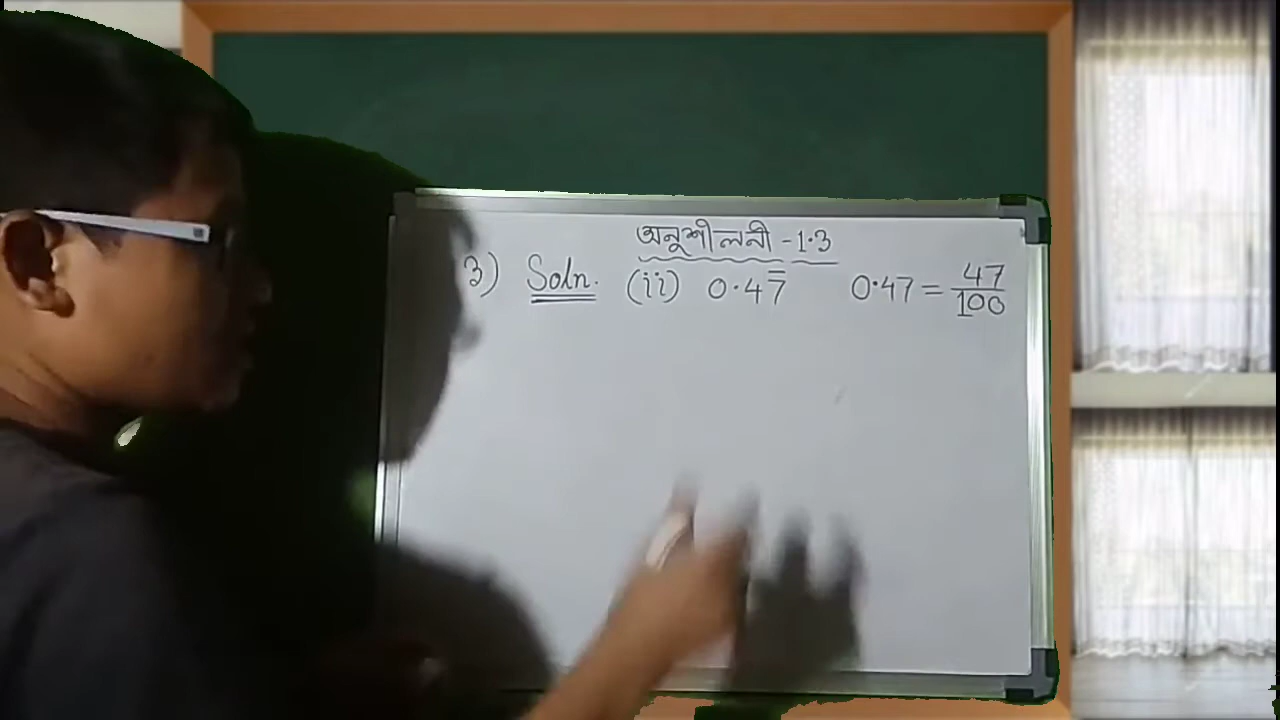 অনুশীলনী -1.3
3) Soln. (ii) 0.47̿ 0.47 = 47/100